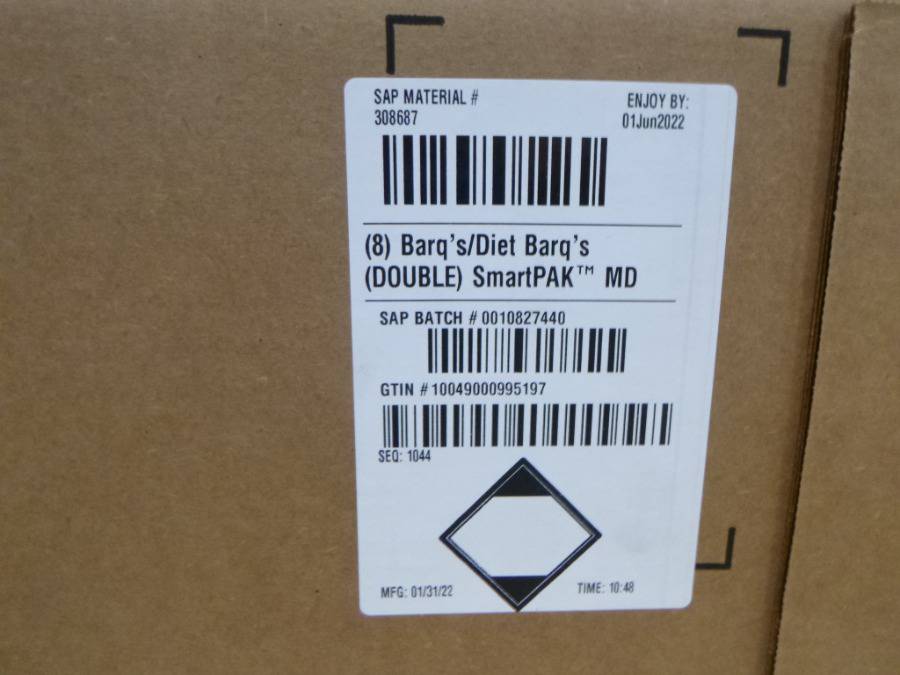 SAP MATERIAL #
308687
ENJOY BY:
01Jun2022
(8) Barq's/Diet Barq's
(DOUBLE) SmartPAK™ MD
SAP BATCH # 0010827440
GTIN # 10049000995197
SEQ: 1044
MFG: 01/31/22
TIME: 10:48